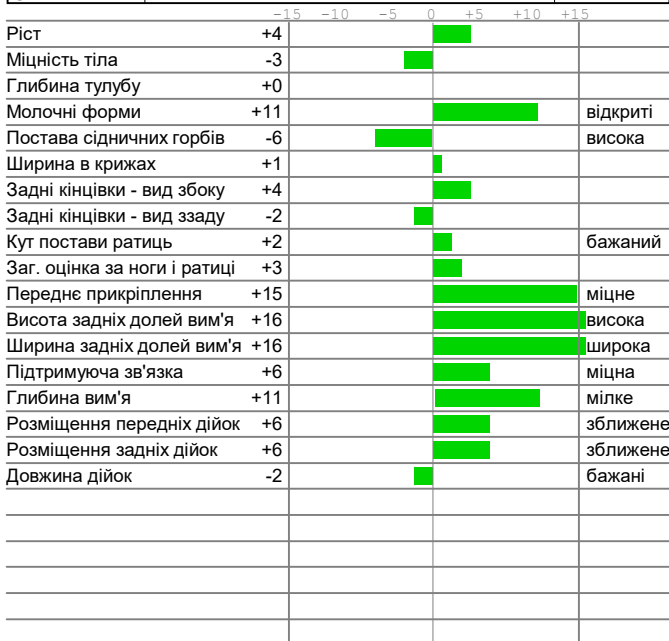 -15 -10 -5 0 +5 +10 +15
Ріст +4
Міцність тіла -3
Глибина тулубу +0
Молочні форми +11 відкриті
Постава сідничних горбів -6 висока
Ширина в крижах +1
Задні кінцівки - вид збоку +4
Задні кінцівки - вид ззаду -2
Кут постави ратиць +2 бажаний
Заг. оцінка за ноги і ратиці +3
Переднє прикріплення +15 міцне
Висота задніх долей вим'я +16 висока
Ширина задніх долей вим'я +16 широка
Підтримуюча зв'язка +6 міцна
Глибина вим'я +11 мілке
Розміщення передніх дійок +6 зближене
Розміщення задніх дійок +6 зближене
Довжина дійок -2 бажані